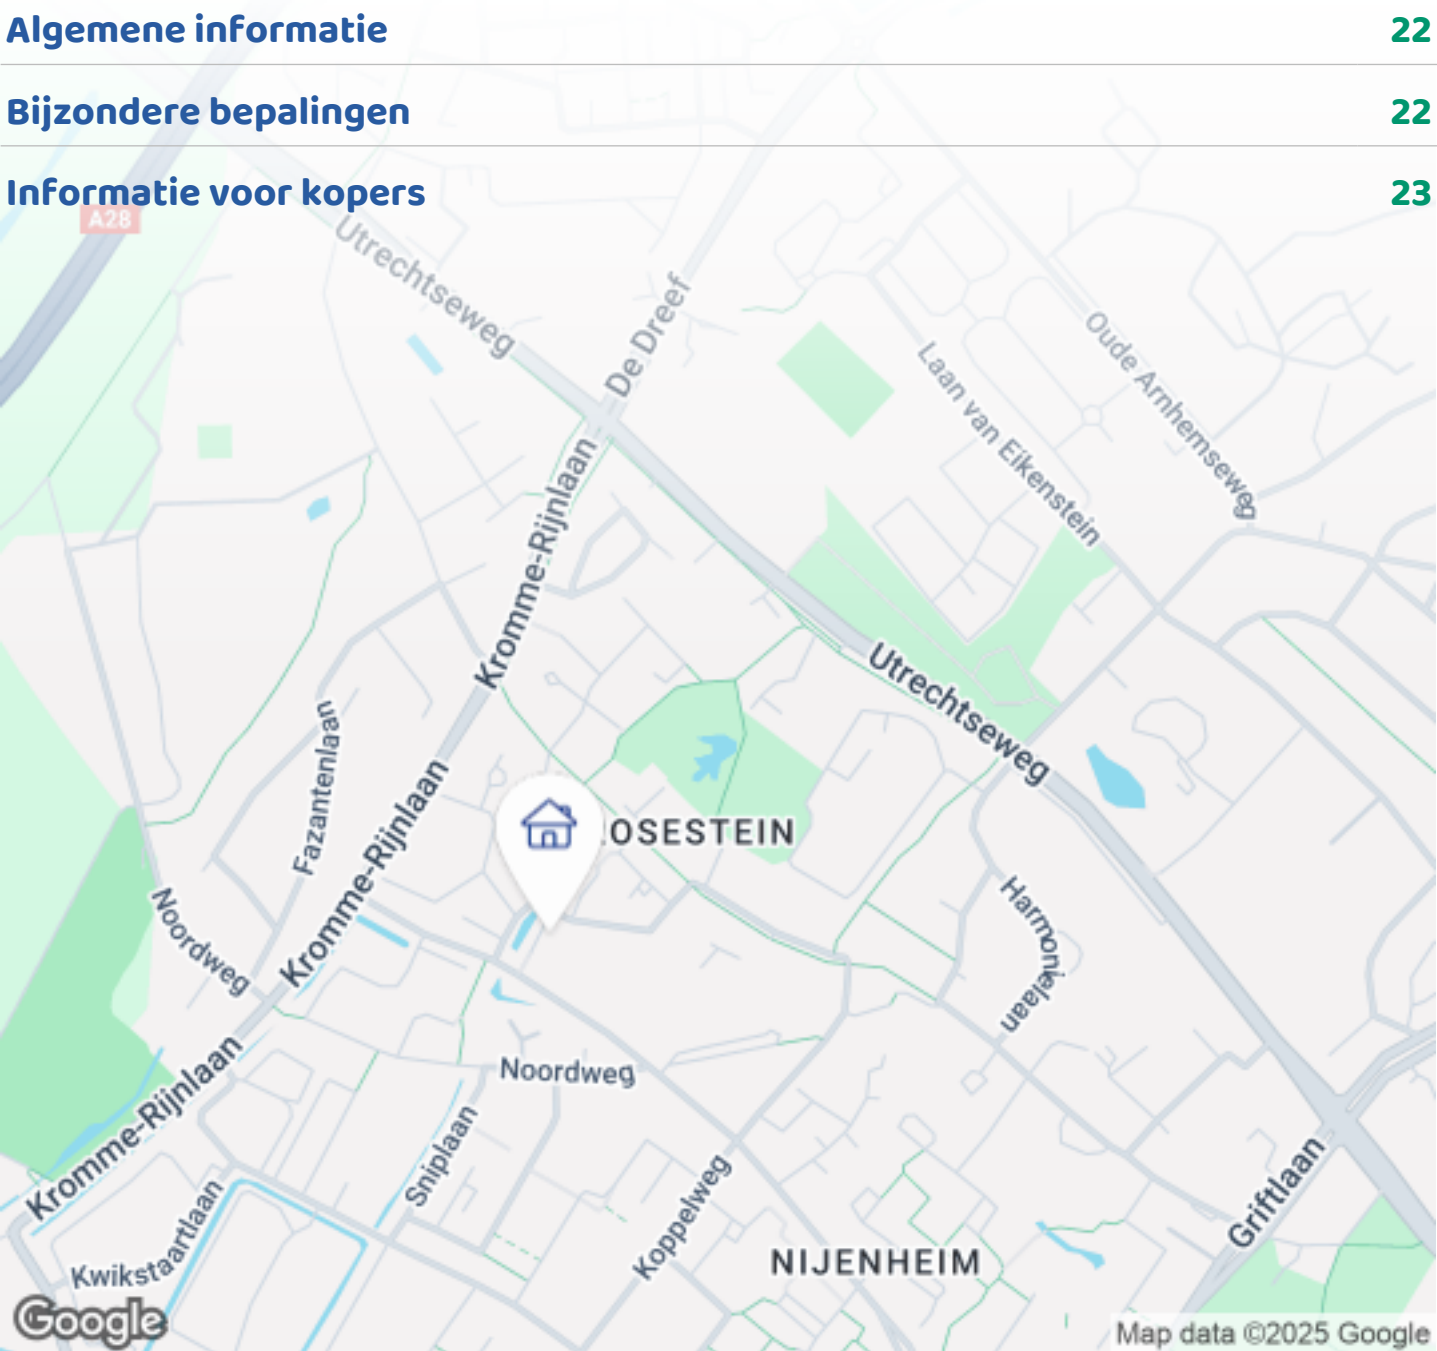 Algemene informatie 22
Bijzondere bepalingen 22
Informatie voor kopers 23
A28
Utrechtseweg
De Dreef
Oude Arnhemseweg
Laan van Eikenstein
Kromme-Rijnlaan
Utrechtseweg
Fazantenlaan
Kromme-Rijnlaan
OSESTEIN
Noordweg
Harmonielaan
Noordweg
Kromme-Rijnlaan
Sniplaan
Koppelweg
Griftlaan
Kwikstaartlaan
NIJENHEIM
Google
Map data ©2025 Google